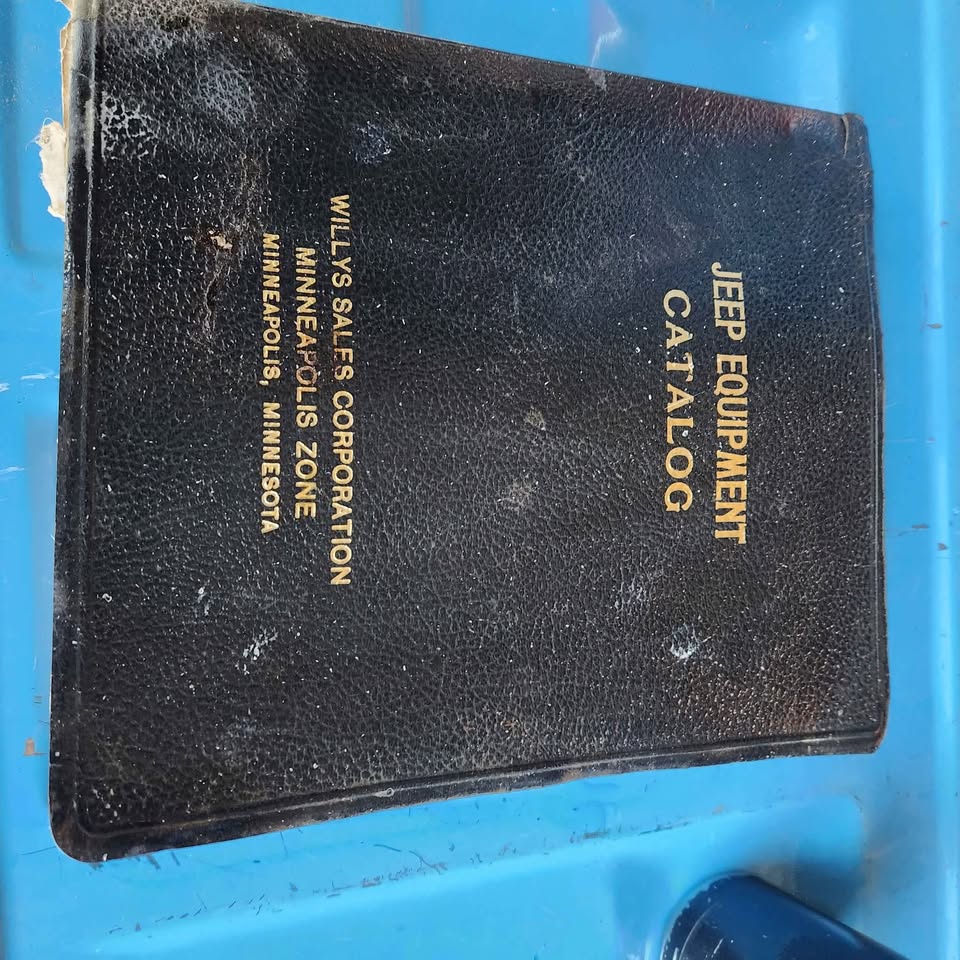 JEEP EQUIPMENT
CATALOG
WILLYS SALES CORPORATION
MINNEAPOLIS ZONE
MINNEAPOLIS, MINNESOTA